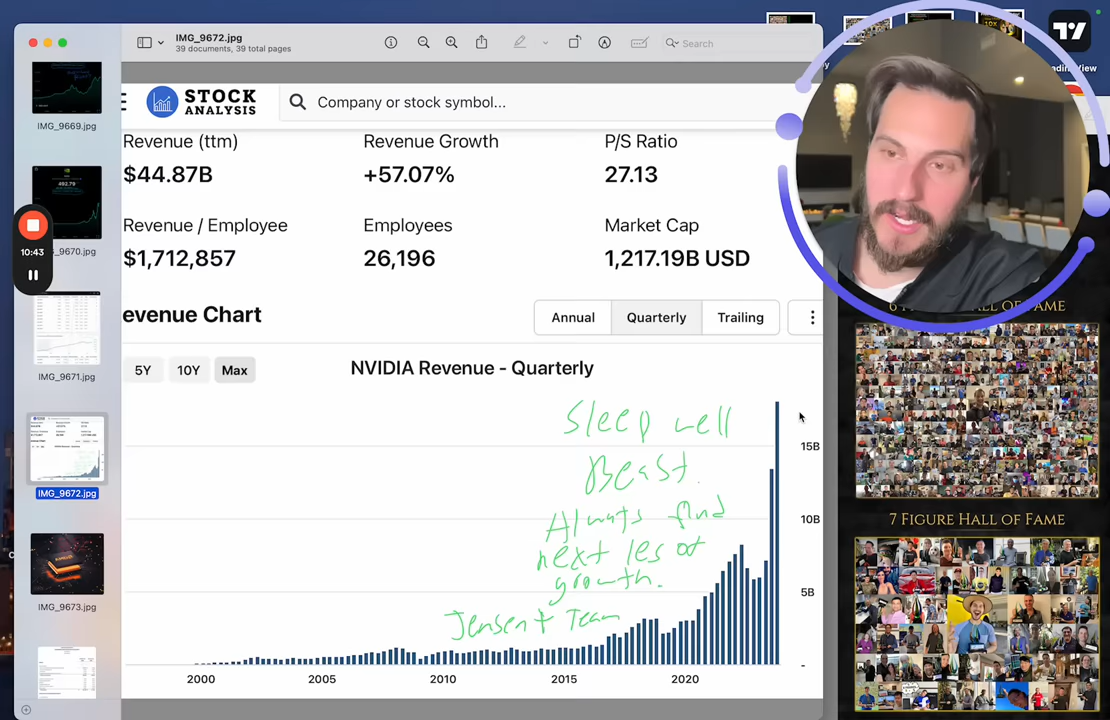 IMG_9672.jpg
39 documents, 39 total pages
Search
IMG_9669.jpg
10:43
_9670.jpg
IMG_9671.jpg
IMG_9672.jpg
IMG_9673.jpg
STOCK
ANALYSIS
Company or stock symbol...
Revenue (ttm) Revenue Growth P/S Ratio
$44.87B +57.07% 27.13
Revenue / Employee Employees Market Cap
$1,712,857 26,196 1,217.19B USD
evenue Chart
Annual Quarterly Trailing
5Y 10Y Max
NVIDIA Revenue - Quarterly
Sleep well
Beast.
Always find
next leg of
growth.
Jensen + Team
15B
10B
5B
-
2000 2005 2010 2015 2020
7 Figure Hall of Fame